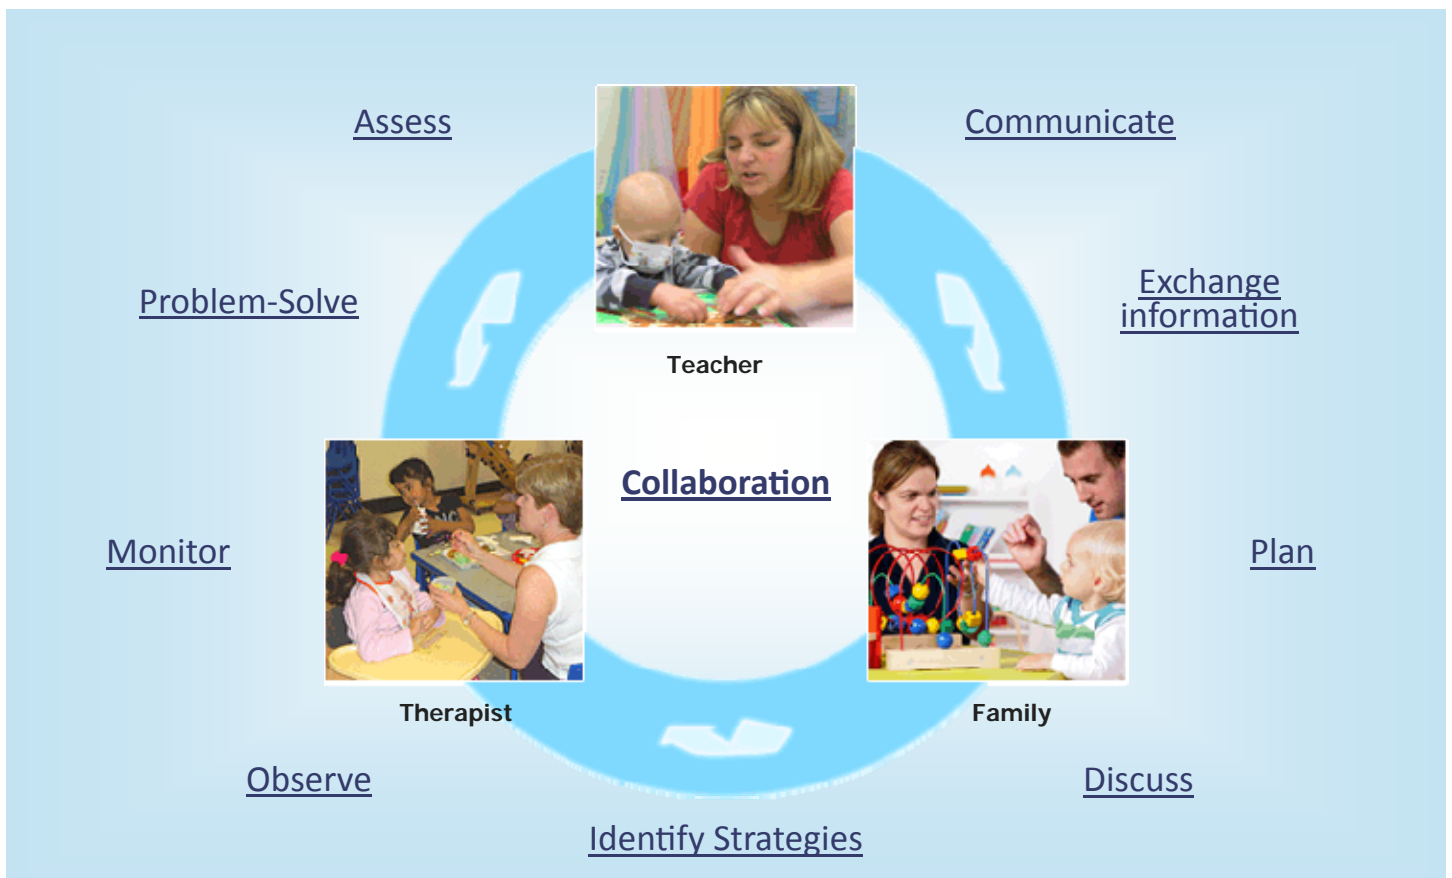 Assess
Communicate
Problem-Solve
Exchange
information
Teacher
Collaboration
Monitor
Plan
Therapist
Family
Observe
Discuss
Identify Strategies